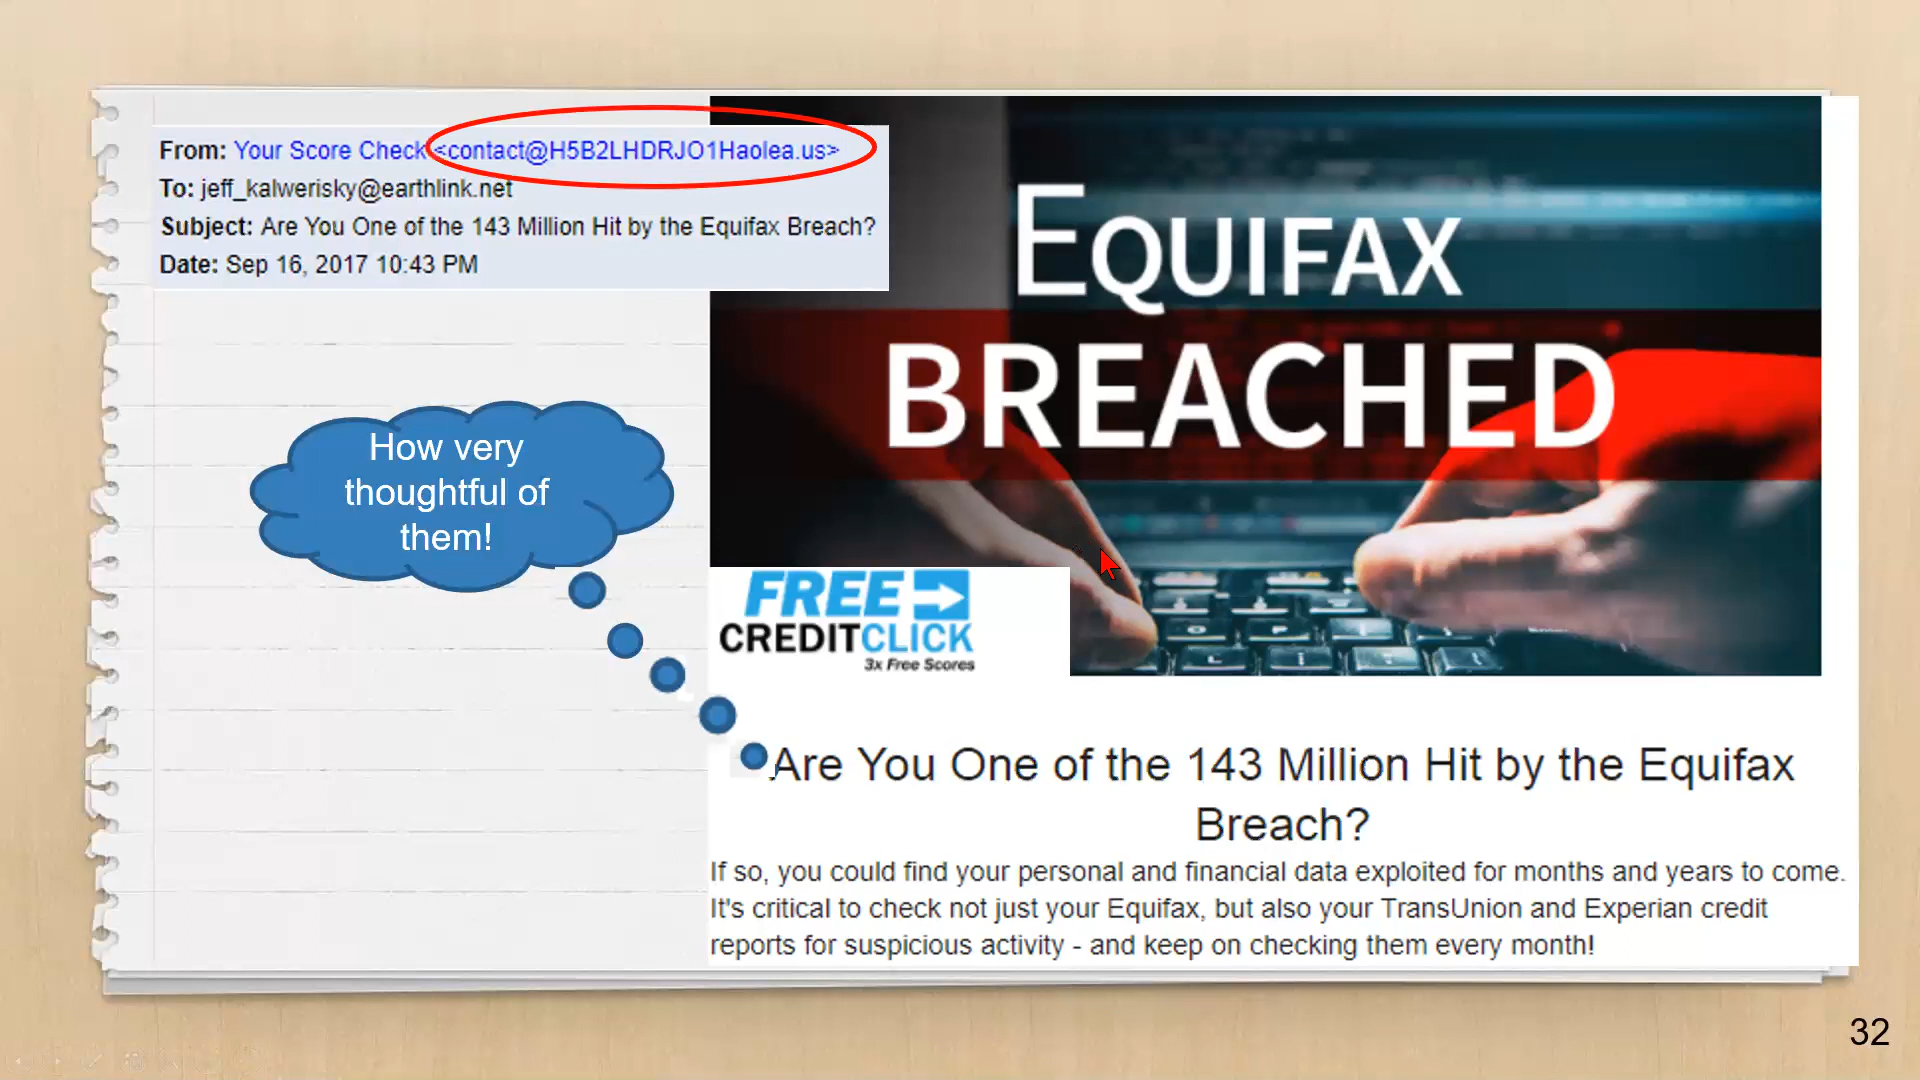 From: Your Score Check <contact@H5B2LHDRJO1Haolea.us>
To: jeff_kalwerisky@earthlink.net
Subject: Are You One of the 143 Million Hit by the Equifax Breach?
Date: Sep 16, 2017 10:43 PM
EQUIFAX
BREACHED
How very
thoughtful of
them!
FREE
CREDITCLICK
3x Free Scores
Are You One of the 143 Million Hit by the Equifax
Breach?
If so, you could find your personal and financial data exploited for months and years to come.
It's critical to check not just your Equifax, but also your TransUnion and Experian credit
reports for suspicious activity - and keep on checking them every month!
32